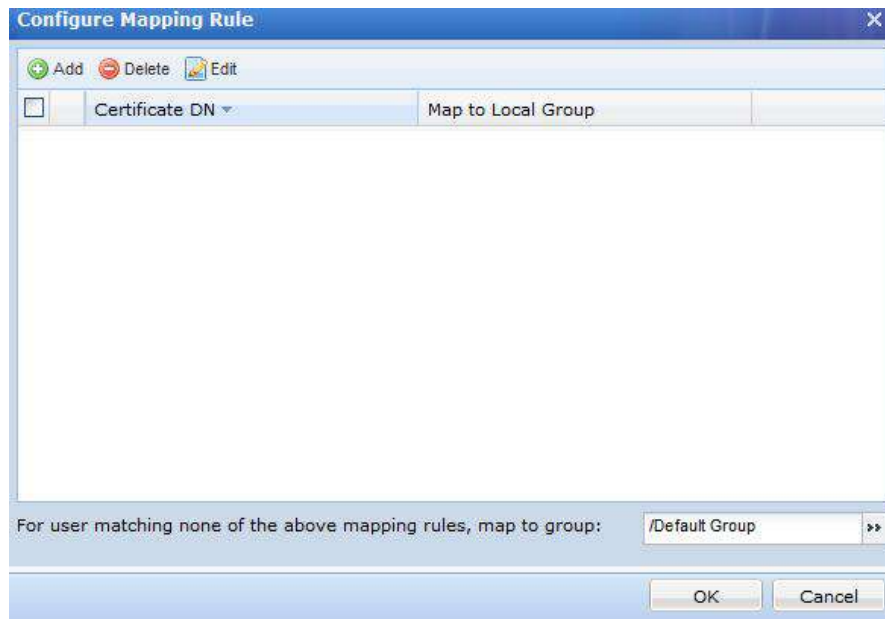 Configure Mapping Rule
Add Delete Edit
Certificate DN Map to Local Group
For user matching none of the above mapping rules, map to group: /Default Group
OK Cancel